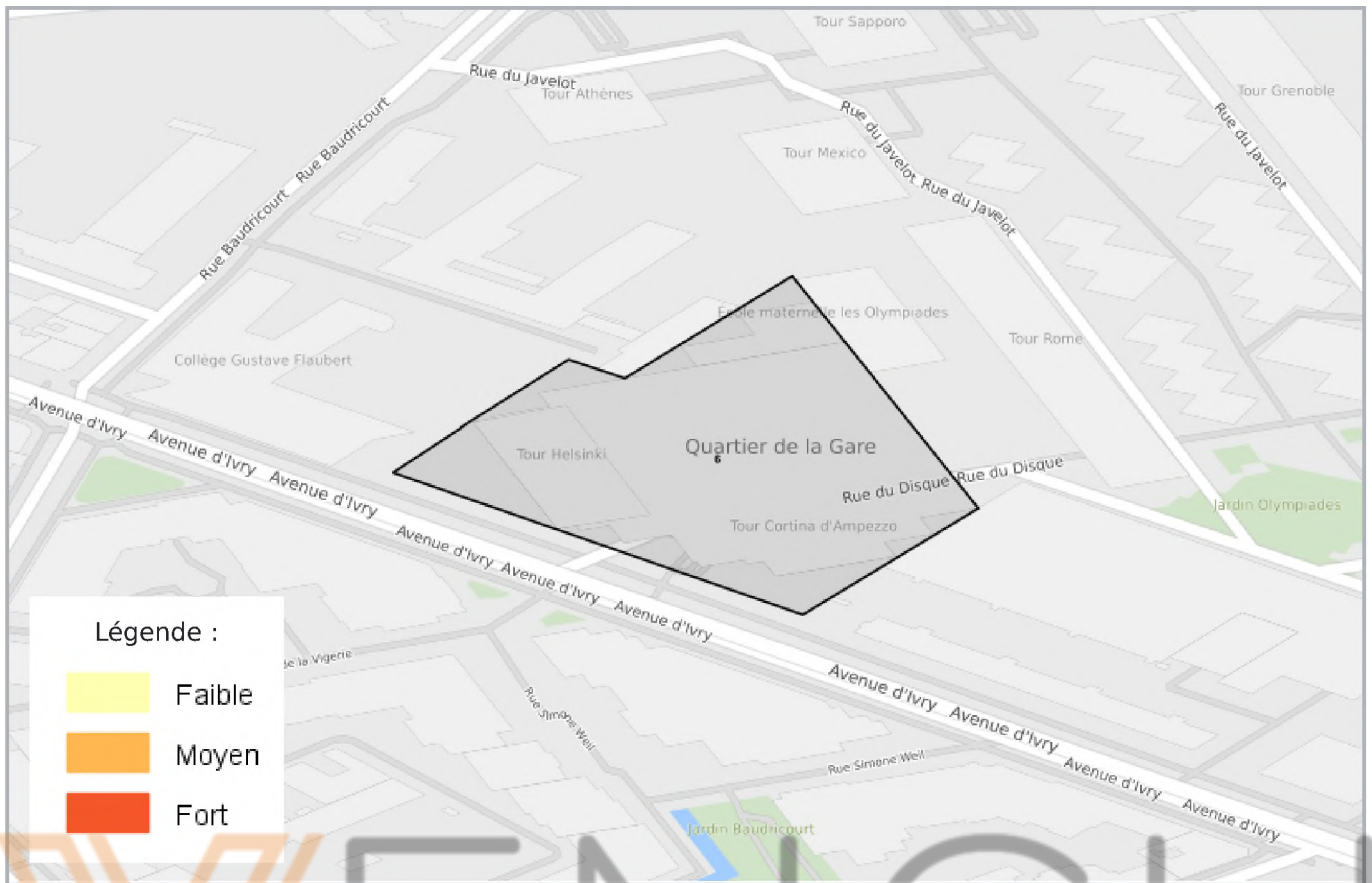 Tour Sapporo
Rue du Javelot
Tour Athènes
Tour Grenoble
Rue Baudricourt
Rue du Javelot
Rue du Javelot
Tour Mexico
Rue du Javelot
Rue Baudricourt
École maternelle les Olympiades
Tour Rome
Collège Gustave Flaubert
Avenue d'Ivry
Avenue d'Ivry
Avenue d'Ivry
Avenue d'Ivry
Avenue d'Ivry
Avenue d'Ivry
Tour Helsinki
Quartier de la Gare
6
Rue du Disque
Rue du Disque
Tour Cortina d'Ampezzo
Jardin Olympiades
Légende :
Faible
Moyen
Fort
de la Vigerie
Rue Simone Weil
Avenue d'Ivry
Avenue d'Ivry
Avenue d'Ivry
Avenue d'Ivry
Rue Simone Weil
Jardin Baudricourt